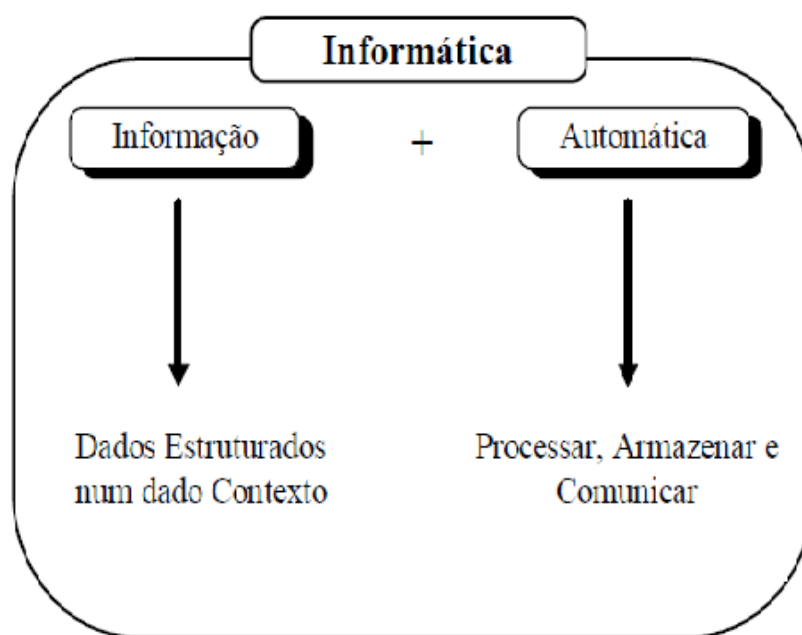 Informática
Informação + Automática
Dados Estruturados
num dado Contexto
Processar, Armazenar e
Comunicar